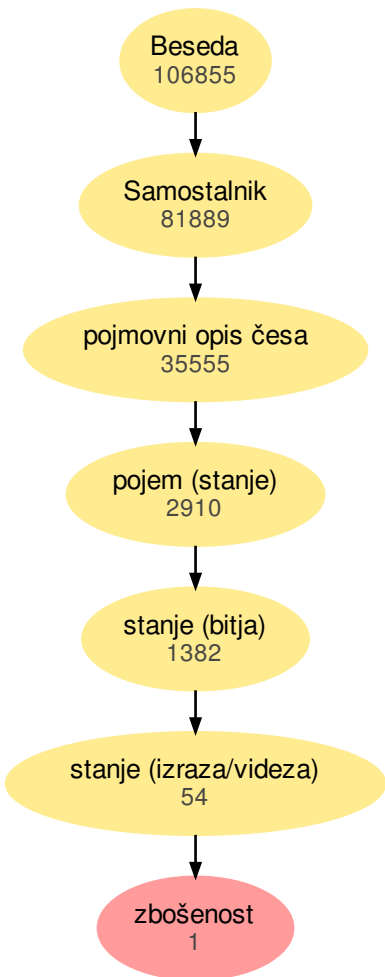 Beseda
106855
Samostalnik
81889
pojmovni opis česa
35555
pojem (stanje)
2910
stanje (bitja)
1382
stanje (izraza/videza)
54
zbošenost
1